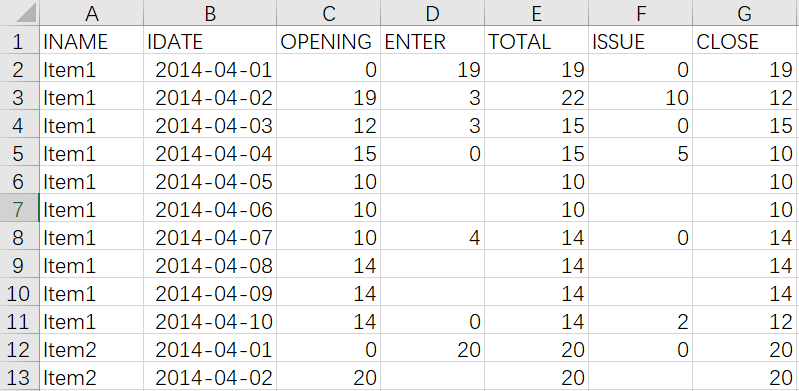 A B C D E F G
1 INAME IDATE OPENING ENTER TOTAL ISSUE CLOSE
2 Item1 2014-04-01 0 19 19 0 19
3 Item1 2014-04-02 19 3 22 10 12
4 Item1 2014-04-03 12 3 15 0 15
5 Item1 2014-04-04 15 0 15 5 10
6 Item1 2014-04-05 10 10 10
7 Item1 2014-04-06 10 10 10
8 Item1 2014-04-07 10 4 14 0 14
9 Item1 2014-04-08 14 14 14
10 Item1 2014-04-09 14 14 14
11 Item1 2014-04-10 14 0 14 2 12
12 Item2 2014-04-01 0 20 20 0 20
13 Item2 2014-04-02 20 20 20